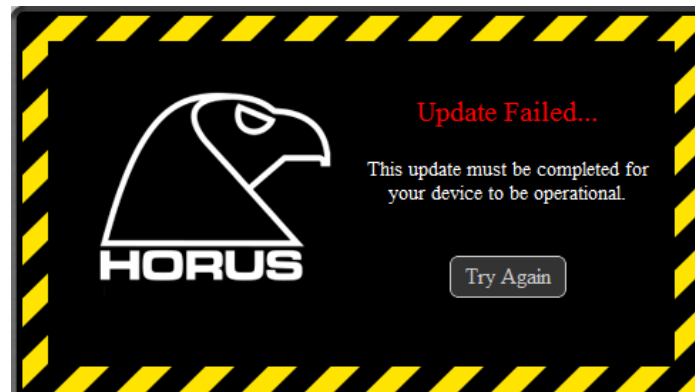 HORUS
Update Failed...
This update must be completed for
your device to be operational.
Try Again